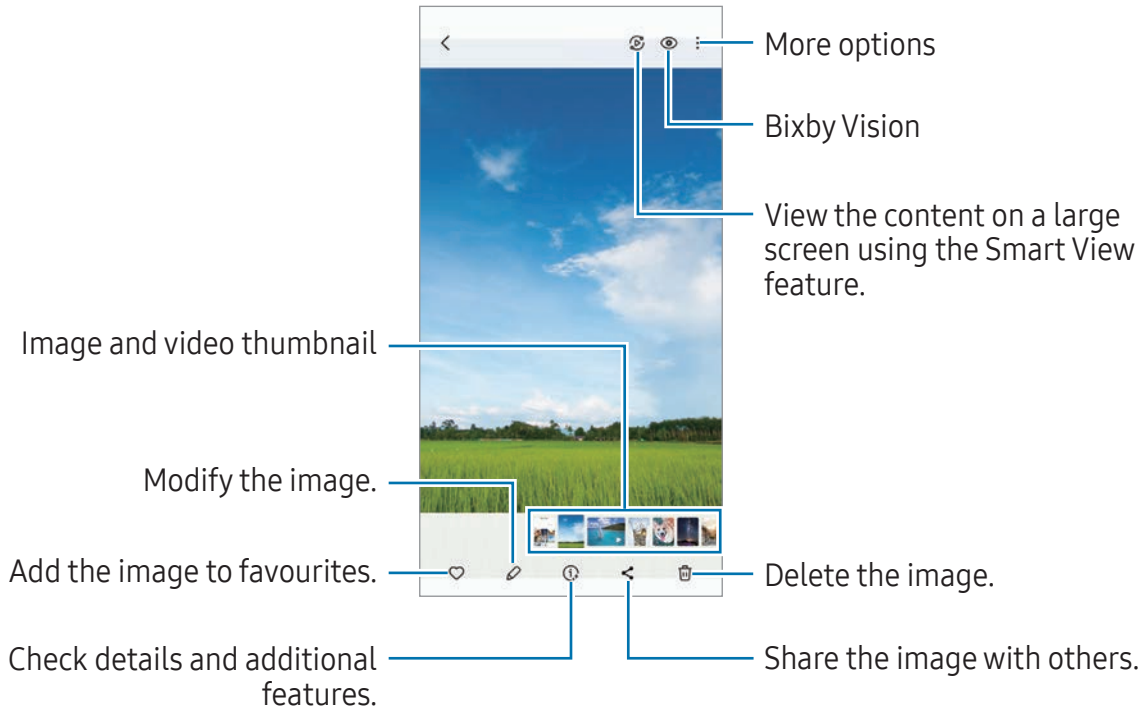 More options
Bixby Vision
View the content on a large
screen using the Smart View
feature.
Image and video thumbnail
Modify the image.
Add the image to favourites.
Delete the image.
Check details and additional
features.
Share the image with others.